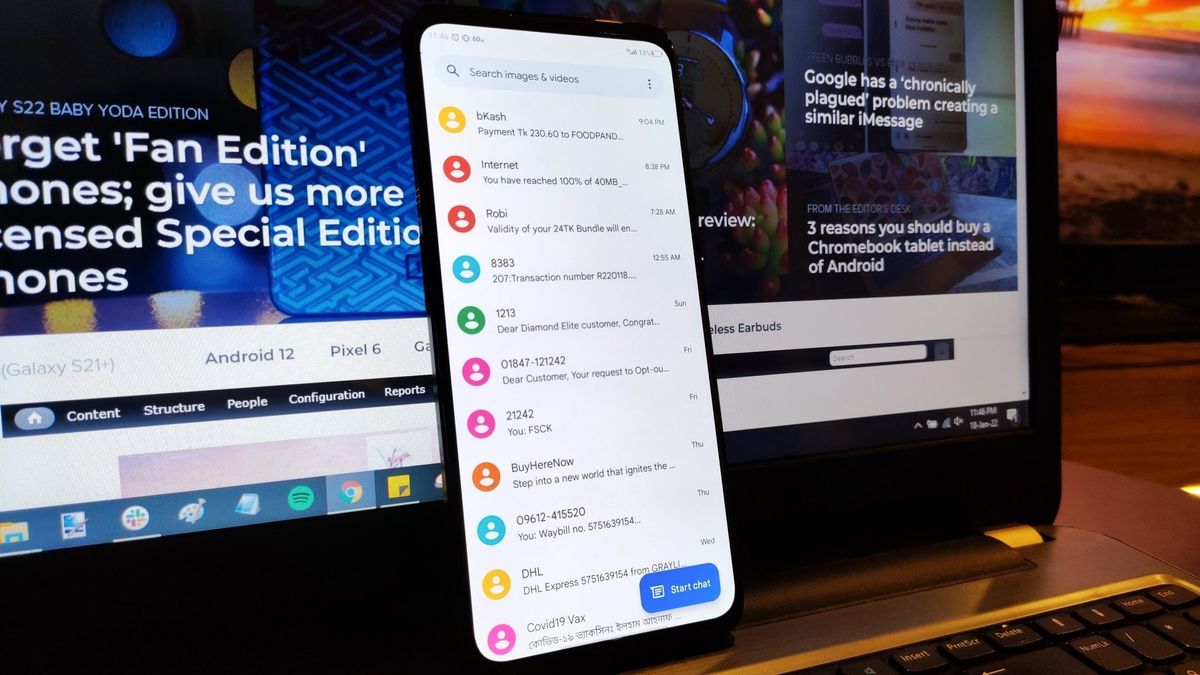 Y S22 BABY YODA EDITION
rget 'Fan Edition'
ones; give us more
censed Special Editio
hones
(Galaxy S21+)
Android 12
Pixel 6
Ga
Content
Structure
People
Configuration
Reports
11:46
13%
Search images & videos
bKash
9:04 PM
Payment Tk 230.60 to FOODPAND...
Internet
8:38 PM
You have reached 100% of 40MB_...
Robi
7:28 AM
Validity of your 24TK Bundle will en...
8383
12:55 AM
207:Transaction number R220118....
1213
Sun
Dear Diamond Elite customer, Congrat...
01847-121242
Fri
Dear Customer, Your request to Opt-ou...
21242
Fri
You: FSCK
BuyHereNow
Thu
Step into a new world that ignites the ...
09612-415520
Thu
You: Waybill no. 5751639154...
DHL
Wed
DHL Express 5751639154 from GRAYLI...
Start chat
Covid19 Vax
কোভিড-১৯ ভ্যাকসিনঃ ইলহাম আহনাফ ...
review:
Google has a 'chronically
plagued' problem creating a
similar iMessage
FROM THE EDITOR'S DESK
3 reasons you should buy a
Chromebook tablet instead
of Android
eless Earbuds
Search
11:46 PM
18-Jan-22
Insert
PrntScr
Delete
Home
End
NumLk